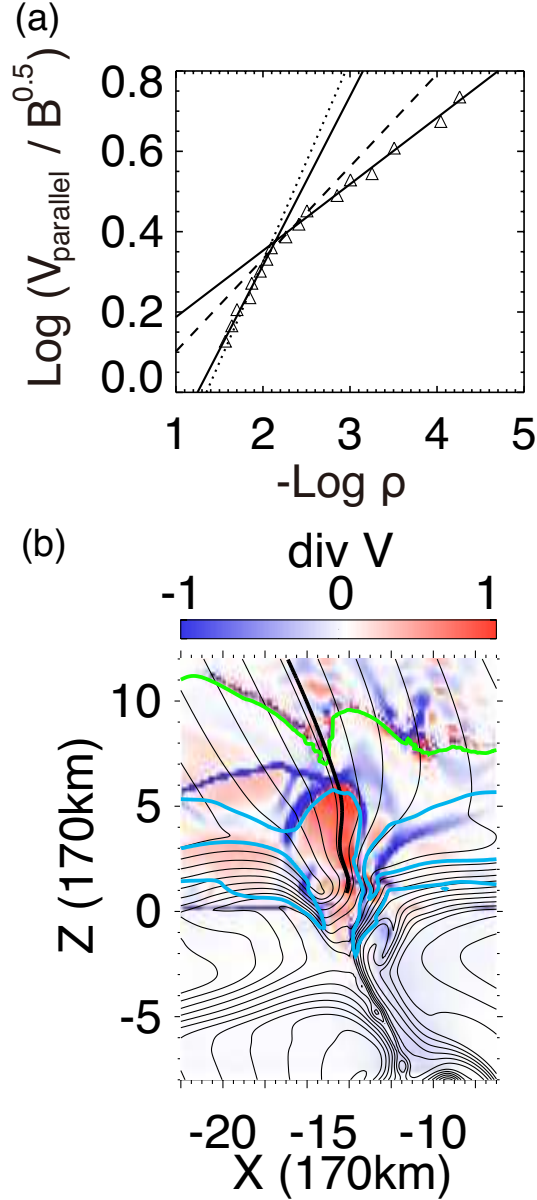 (a)
Log (V_parallel / B^0.5)
0.8
0.6
0.4
0.2
0.0
1 2 3 4 5
-Log ρ
(b)
div V
-1 0 1
Z (170km)
10
5
0
-5
-20 -15 -10
X (170km)